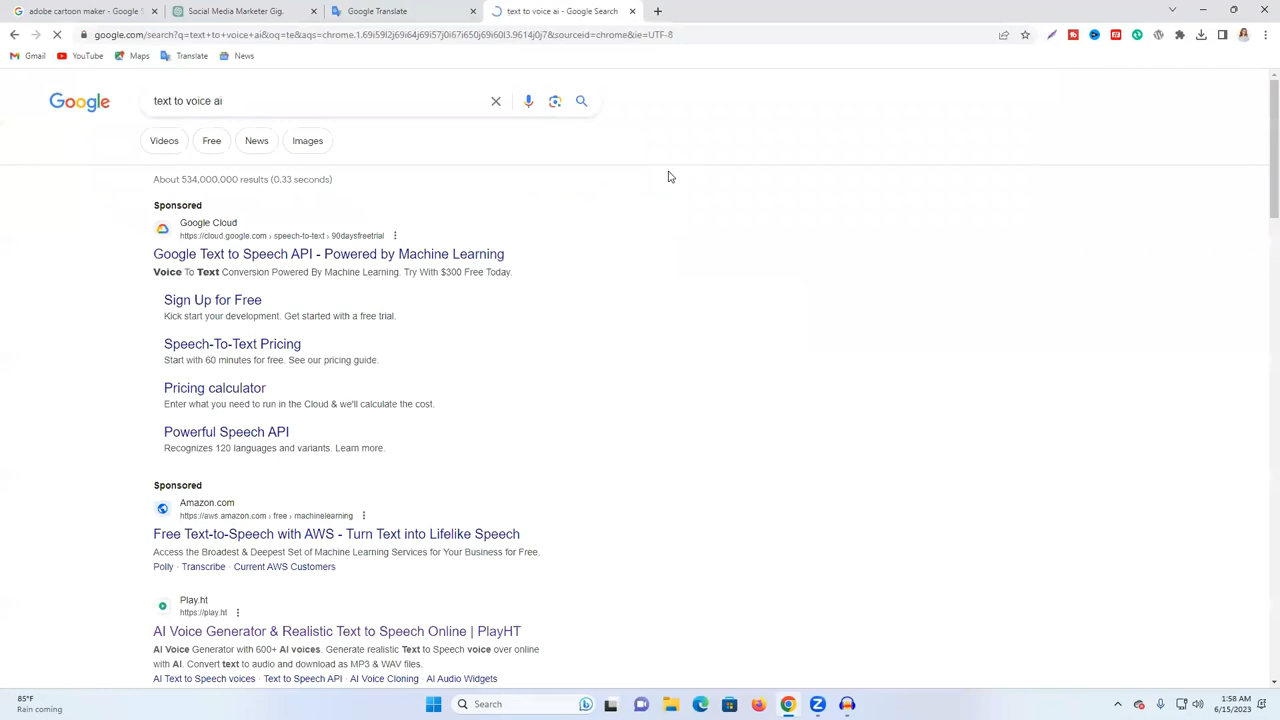 adobe cartoon maker - Google S
Social Marketer Gig.
Google Translate
text to voice ai - Google Search
google.com/search?q=text+to+voice+ai&oq=te&aqs=chrome.1.69i59l2j69i64j69i57j0i67i650j69i60l3.9614j0j7&sourceid=chrome&ie=UTF-8
Gmail
YouTube
Maps
Translate
News
Google
text to voice ai
Videos
Free
News
Images
About 534,000,000 results (0.33 seconds)
Sponsored
Google Cloud
https://cloud.google.com › speech-to-text › 90daysfreetrial
Google Text to Speech API - Powered by Machine Learning
Voice To Text Conversion Powered By Machine Learning. Try With $300 Free Today.
Sign Up for Free
Kick start your development. Get started with a free trial.
Speech-To-Text Pricing
Start with 60 minutes for free. See our pricing guide.
Pricing calculator
Enter what you need to run in the Cloud & we'll calculate the cost.
Powerful Speech API
Recognizes 120 languages and variants. Learn more.
Sponsored
Amazon.com
https://aws.amazon.com › free › machinelearning
Free Text-to-Speech with AWS - Turn Text into Lifelike Speech
Access the Broadest & Deepest Set of Machine Learning Services for Your Business for Free.
Polly · Transcribe · Current AWS Customers
Play.ht
https://play.ht
AI Voice Generator & Realistic Text to Speech Online | PlayHT
AI Voice Generator with 600+ AI voices. Generate realistic Text to Speech voice over online
with AI. Convert text to audio and download as MP3 & WAV files.
AI Text to Speech voices · Text to Speech API · AI Voice Cloning · AI Audio Widgets
85°F
Rain coming
Search
1:58 AM
6/15/2023